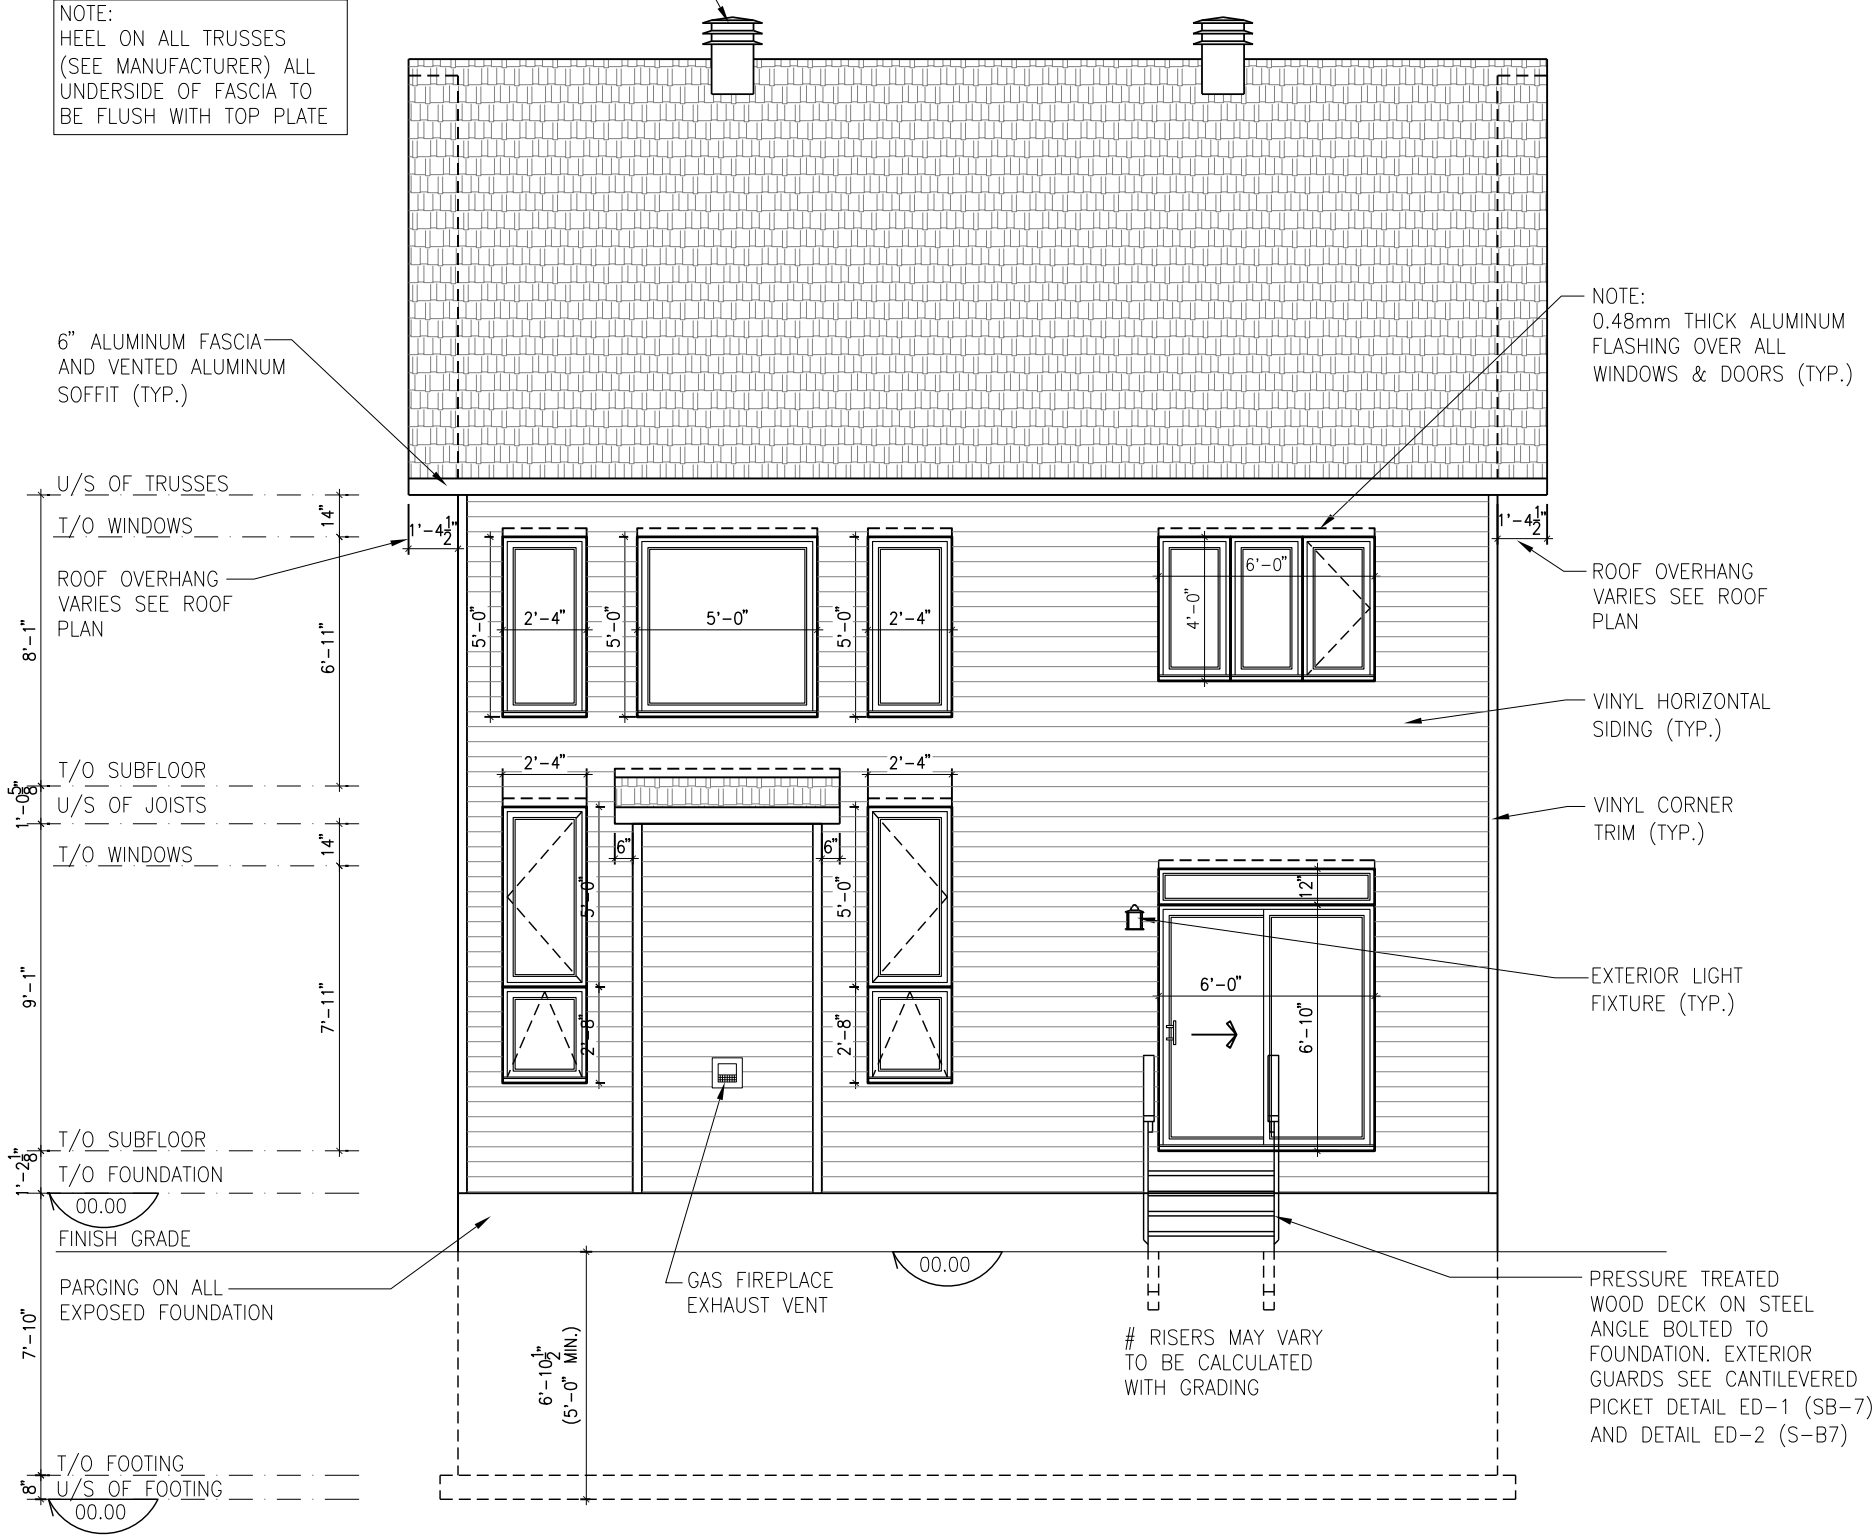 NOTE:
HEEL ON ALL TRUSSES
(SEE MANUFACTURER) ALL
UNDERSIDE OF FASCIA TO
BE FLUSH WITH TOP PLATE
6" ALUMINUM FASCIA
AND VENTED ALUMINUM
SOFFIT (TYP.)
NOTE:
0.48mm THICK ALUMINUM
FLASHING OVER ALL
WINDOWS & DOORS (TYP.)
U/S OF TRUSSES
T/O WINDOWS
14"
1'-4½"
1'-4½"
ROOF OVERHANG
VARIES SEE ROOF
PLAN
ROOF OVERHANG
VARIES SEE ROOF
PLAN
8'-1"
6'-11"
5'-0"
2'-4"
5'-0"
5'-0"
5'-0"
2'-4"
6'-0"
4'-0"
VINYL HORIZONTAL
SIDING (TYP.)
T/O SUBFLOOR
1'-0⅝"
U/S OF JOISTS
14"
T/O WINDOWS
2'-4"
2'-4"
6"
6"
VINYL CORNER
TRIM (TYP.)
9'-1"
7'-11"
5'-0"
5'-0"
2'-8"
2'-8"
12"
6'-0"
6'-10"
EXTERIOR LIGHT
FIXTURE (TYP.)
T/O SUBFLOOR
1'-2⅛"
T/O FOUNDATION
00.00
FINISH GRADE
00.00
PARGING ON ALL
EXPOSED FOUNDATION
GAS FIREPLACE
EXHAUST VENT
7'-10"
6'-10½"
(5'-0" MIN.)
# RISERS MAY VARY
TO BE CALCULATED
WITH GRADING
PRESSURE TREATED
WOOD DECK ON STEEL
ANGLE BOLTED TO
FOUNDATION. EXTERIOR
GUARDS SEE CANTILEVERED
PICKET DETAIL ED-1 (SB-7)
AND DETAIL ED-2 (S-B7)
T/O FOOTING
8"
U/S OF FOOTING
00.00